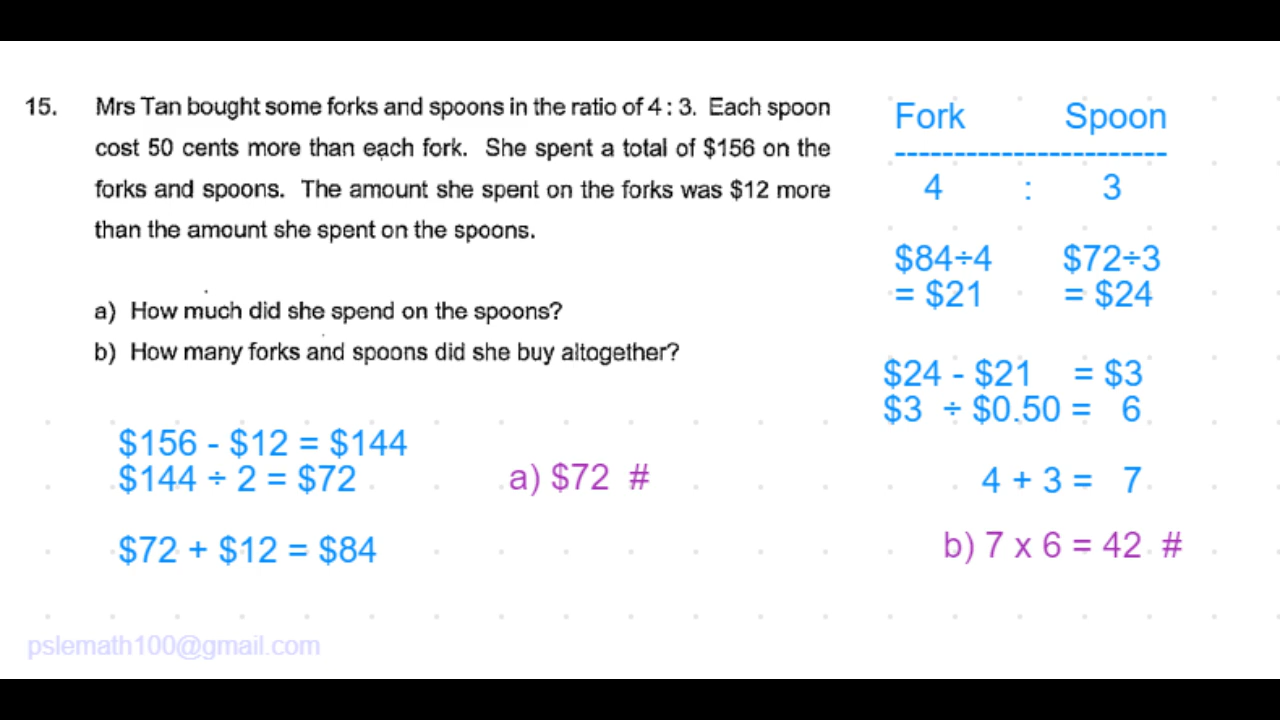 15. Mrs Tan bought some forks and spoons in the ratio of 4 : 3. Each spoon
cost 50 cents more than each fork. She spent a total of $156 on the
forks and spoons. The amount she spent on the forks was $12 more
than the amount she spent on the spoons.
a) How much did she spend on the spoons?
b) How many forks and spoons did she buy altogether?
$156 - $12 = $144
$144 ÷ 2 = $72
a) $72 #
$72 + $12 = $84
Fork Spoon
-----------------------
4 : 3
$84÷4 $72÷3
= $21 = $24
$24 - $21 = $3
$3 ÷ $0.50 = 6
4 + 3 = 7
b) 7 x 6 = 42 #
pslemath100@gmail.com